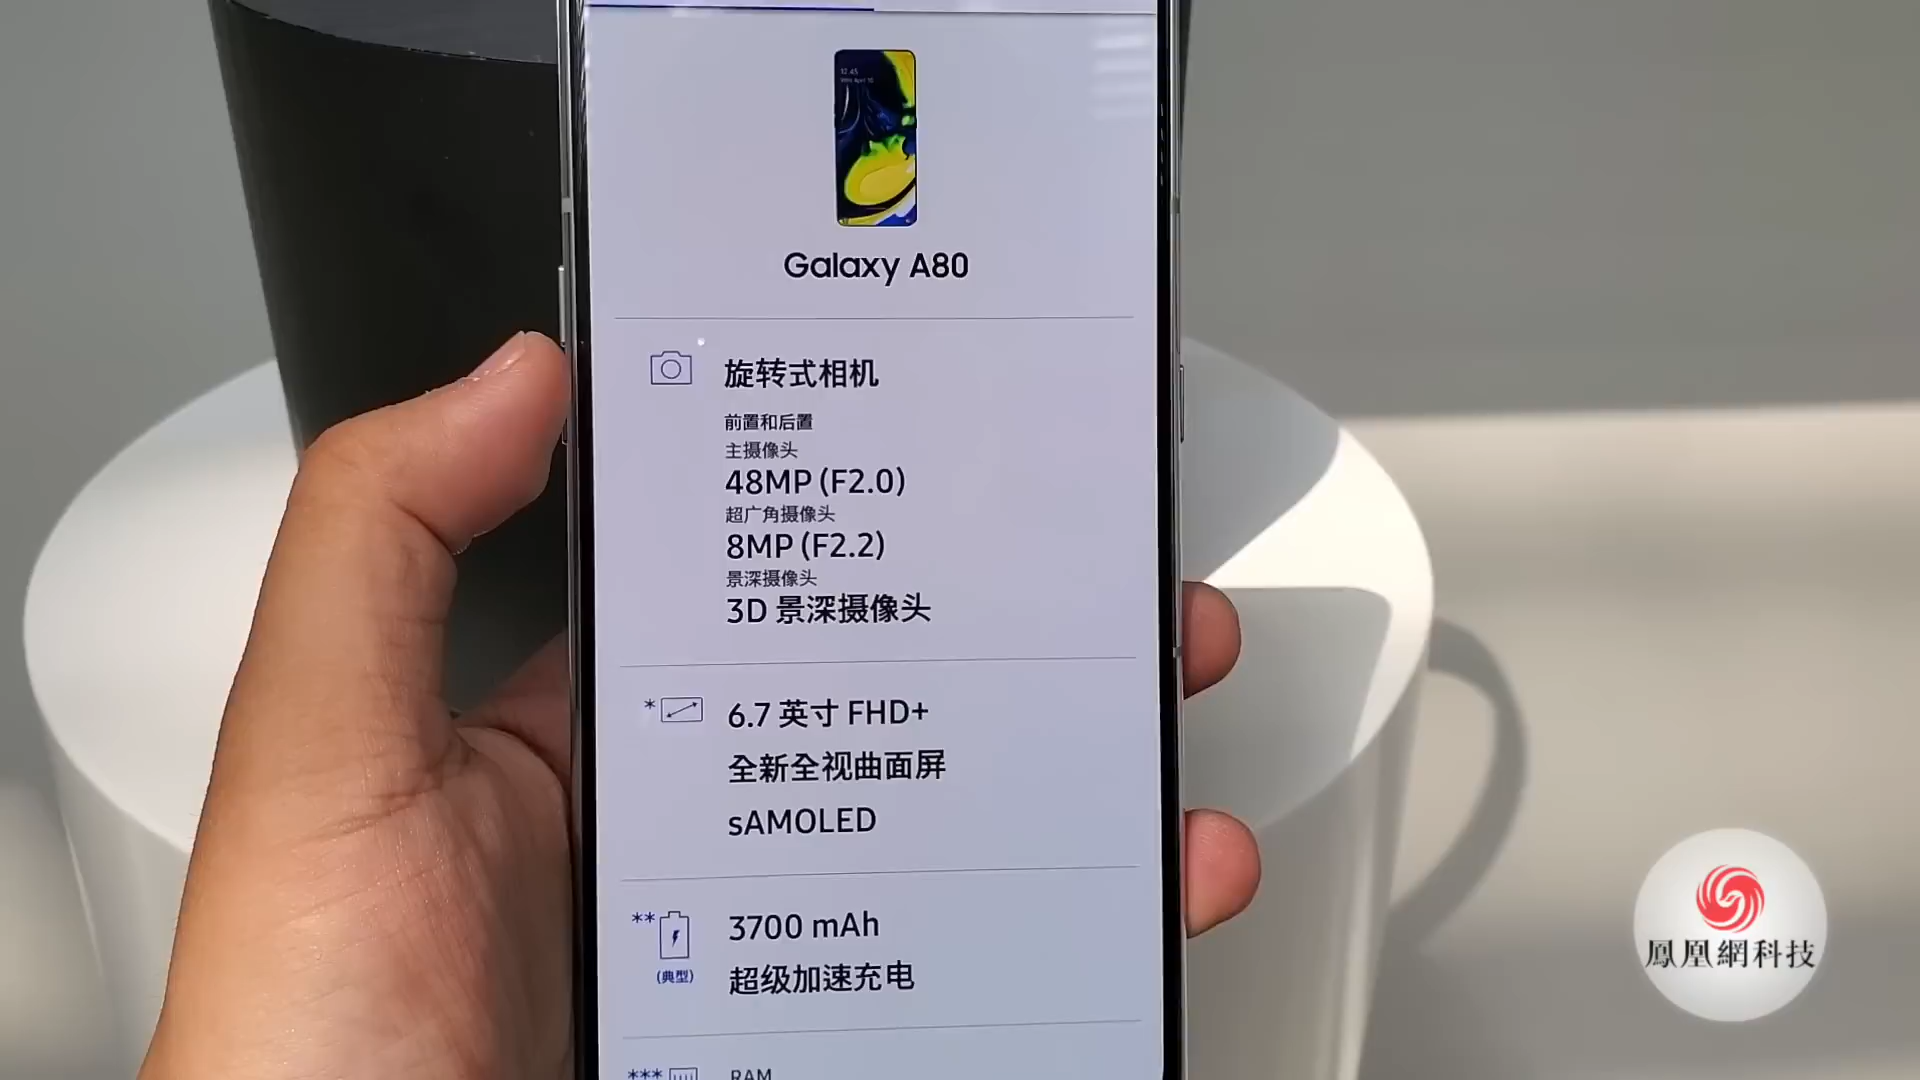 12:45
Galaxy A80
旋转式相机
前置和后置
主摄像头
48MP (F2.0)
超广角摄像头
8MP (F2.2)
景深摄像头
3D 景深摄像头
* 6.7 英寸 FHD+
全新全视曲面屏
sAMOLED
** 3700 mAh
(典型)
超级加速充电
*** RAM
鳳凰網科技